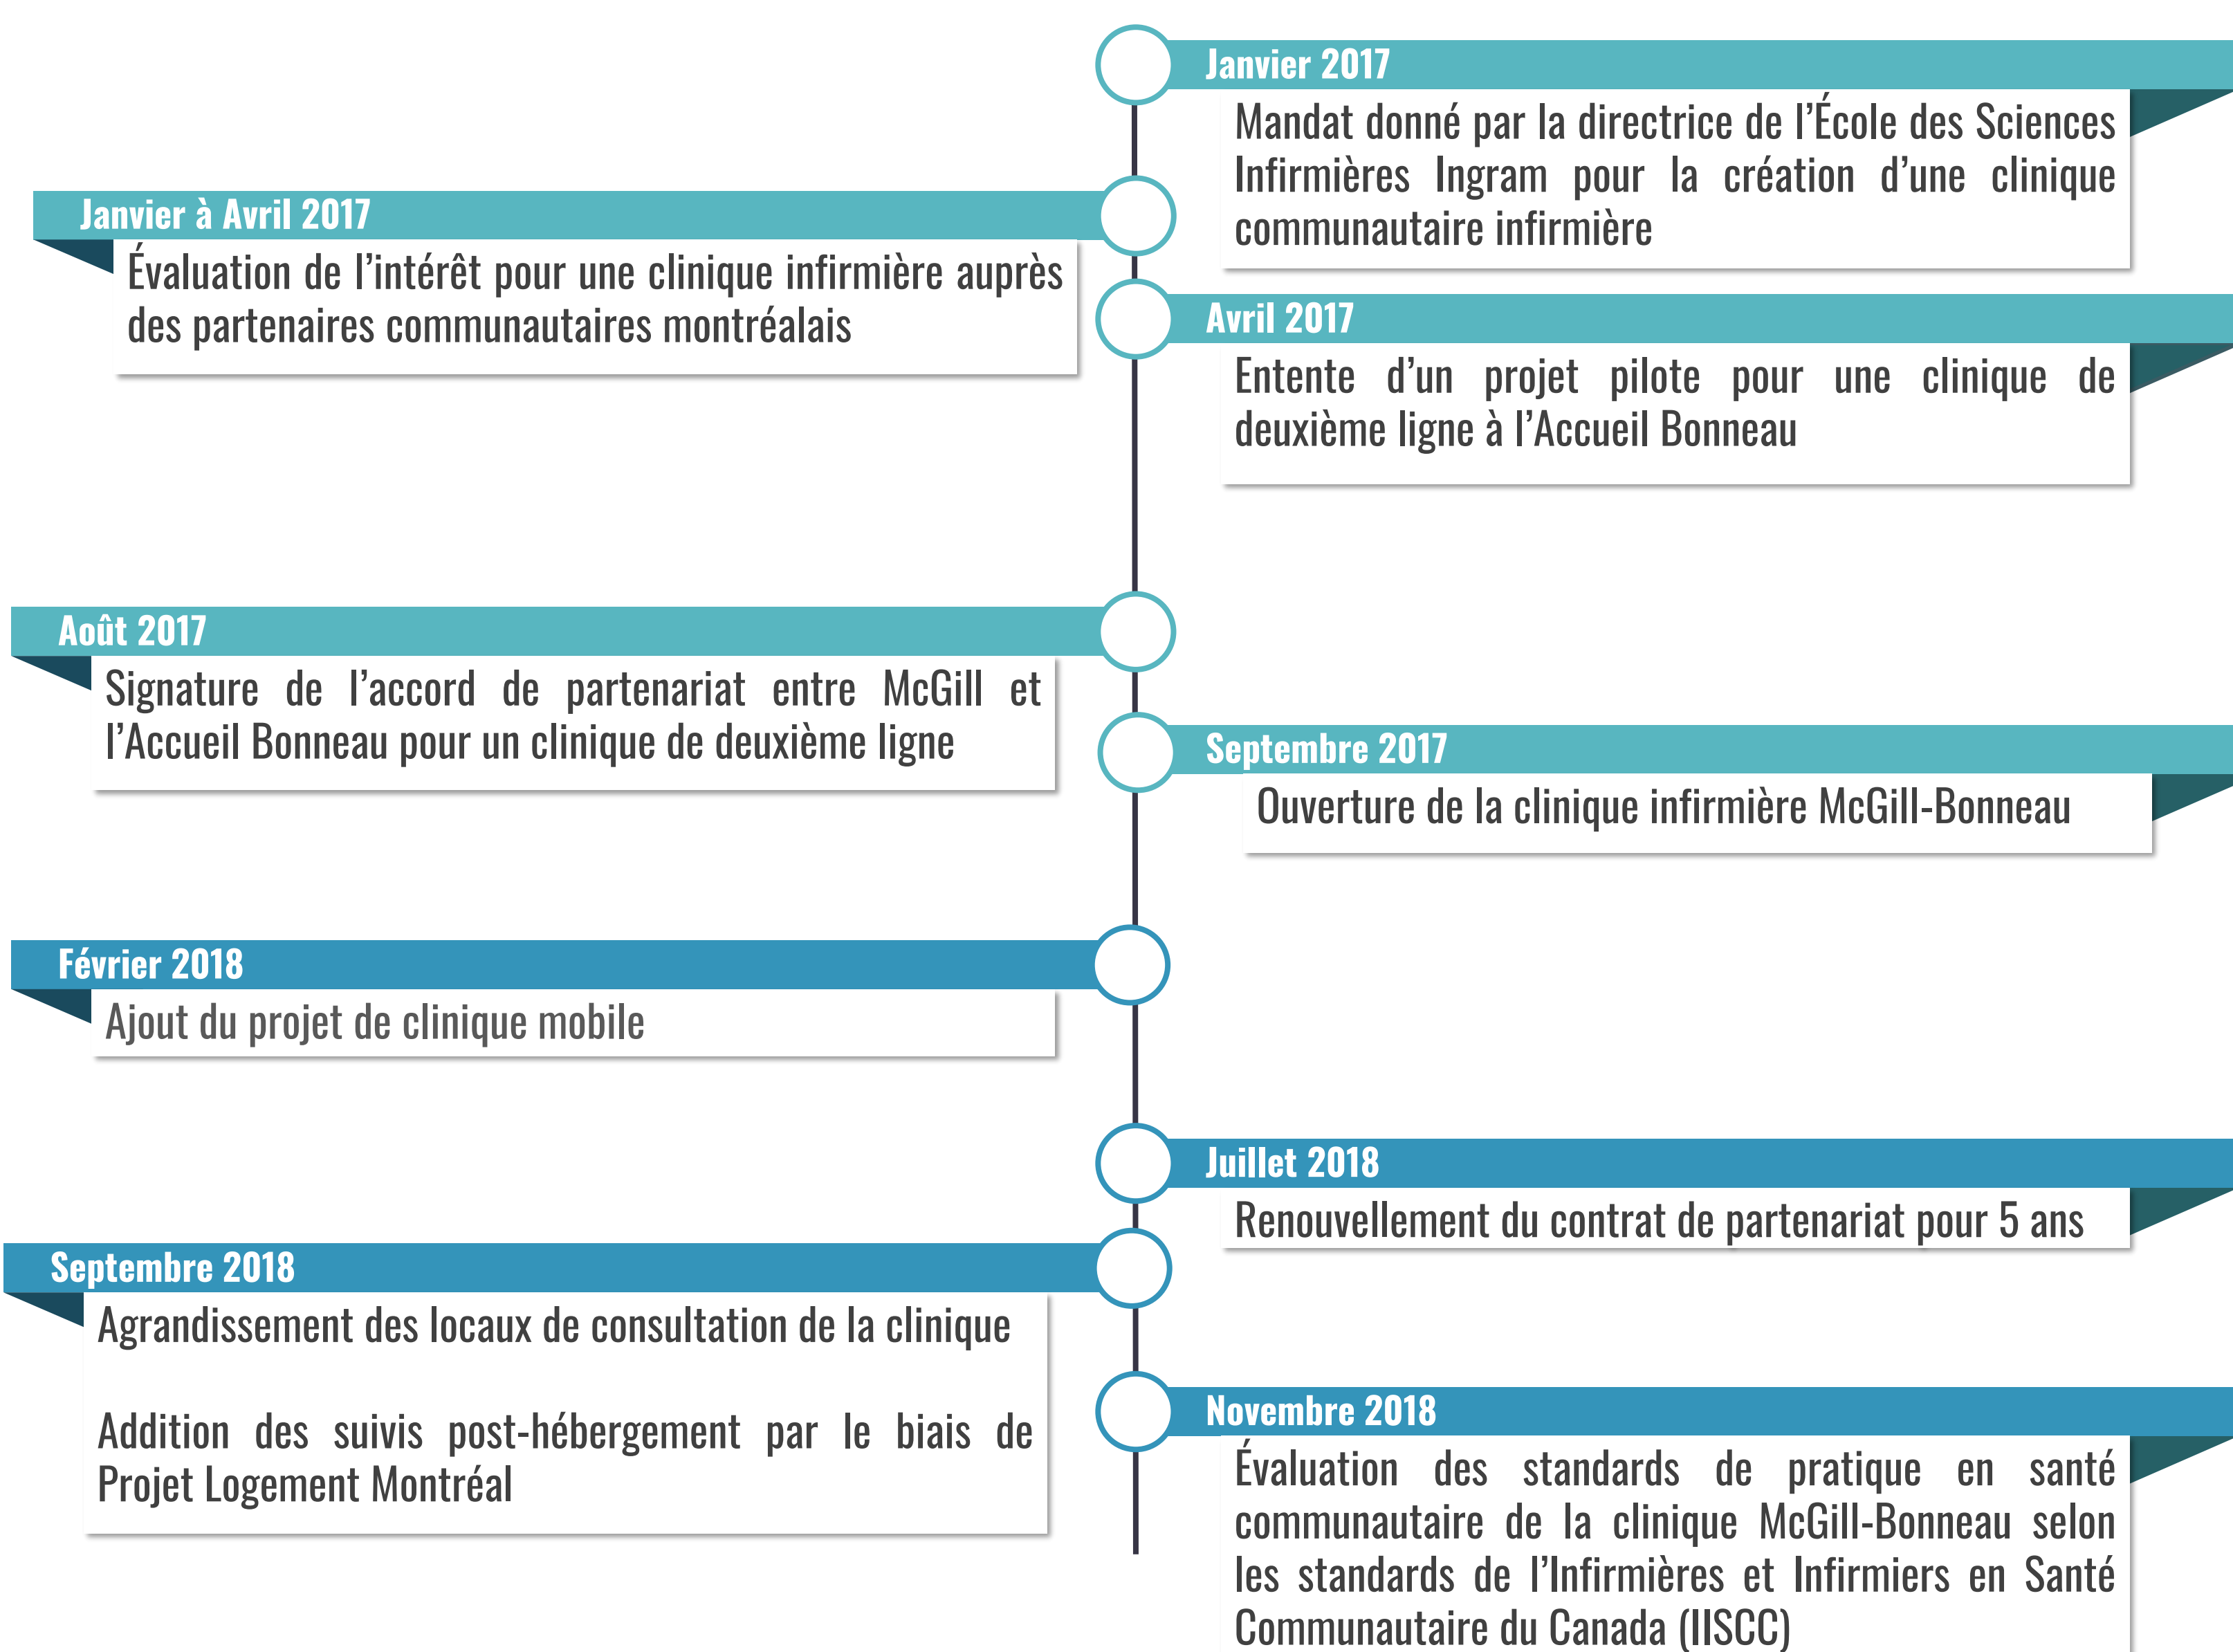 Janvier 2017
Mandat donné par la directrice de l’École des Sciences
Infirmières Ingram pour la création d’une clinique
communautaire infirmière
Janvier à Avril 2017
Évaluation de l’intérêt pour une clinique infirmière auprès
des partenaires communautaires montréalais
Avril 2017
Entente d’un projet pilote pour une clinique de
deuxième ligne à l’Accueil Bonneau
Août 2017
Signature de l’accord de partenariat entre McGill et
l’Accueil Bonneau pour un clinique de deuxième ligne
Septembre 2017
Ouverture de la clinique infirmière McGill-Bonneau
Février 2018
Ajout du projet de clinique mobile
Juillet 2018
Renouvellement du contrat de partenariat pour 5 ans
Septembre 2018
Agrandissement des locaux de consultation de la clinique
Addition des suivis post-hébergement par le biais de
Projet Logement Montréal
Novembre 2018
Évaluation des standards de pratique en santé
communautaire de la clinique McGill-Bonneau selon
les standards de l’Infirmières et Infirmiers en Santé
Communautaire du Canada (IISCC)